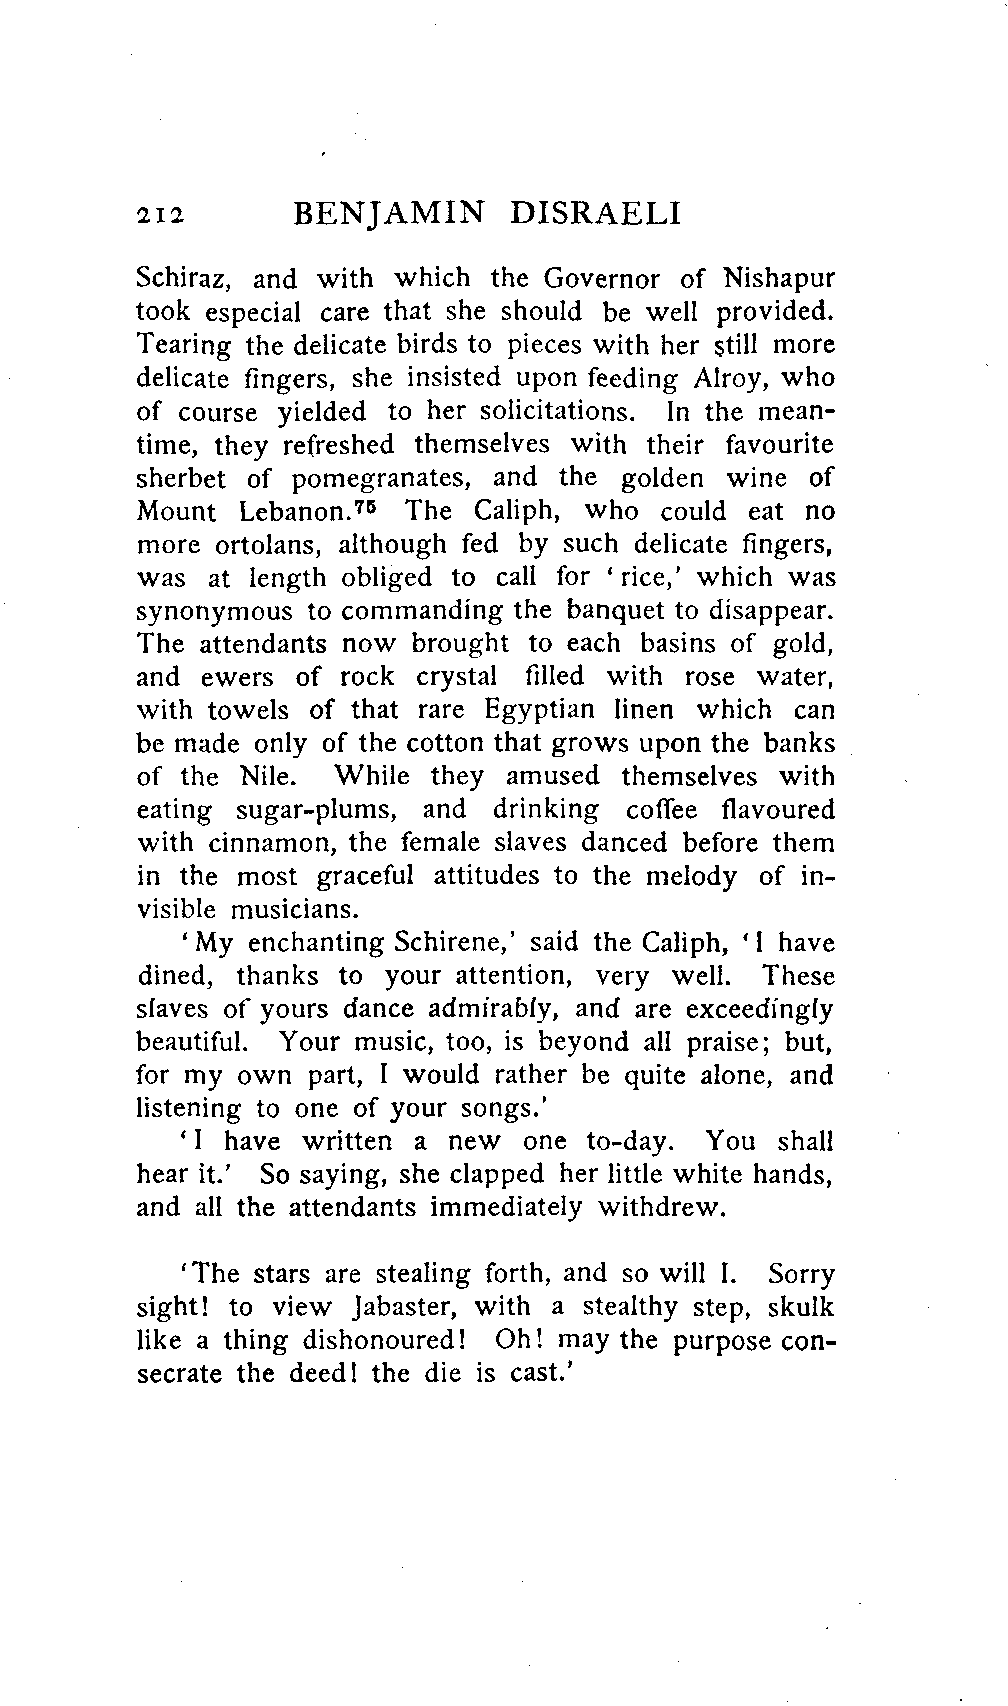 212 BENJAMIN DISRAELI
Schiraz, and with which the Governor of Nishapur
took especial care that she should be well provided.
Tearing the delicate birds to pieces with her still more
delicate fingers, she insisted upon feeding Alroy, who
of course yielded to her solicitations. In the mean-
time, they refreshed themselves with their favourite
sherbet of pomegranates, and the golden wine of
Mount Lebanon.⁷⁵ The Caliph, who could eat no
more ortolans, although fed by such delicate fingers,
was at length obliged to call for ‘rice,’ which was
synonymous to commanding the banquet to disappear.
The attendants now brought to each basins of gold,
and ewers of rock crystal filled with rose water,
with towels of that rare Egyptian linen which can
be made only of the cotton that grows upon the banks
of the Nile. While they amused themselves with
eating sugar-plums, and drinking coffee flavoured
with cinnamon, the female slaves danced before them
in the most graceful attitudes to the melody of in-
visible musicians.
‘My enchanting Schirene,’ said the Caliph, ‘I have
dined, thanks to your attention, very well. These
slaves of yours dance admirably, and are exceedingly
beautiful. Your music, too, is beyond all praise; but,
for my own part, I would rather be quite alone, and
listening to one of your songs.’
‘I have written a new one to-day. You shall
hear it.’ So saying, she clapped her little white hands,
and all the attendants immediately withdrew.
‘The stars are stealing forth, and so will I. Sorry
sight! to view Jabaster, with a stealthy step, skulk
like a thing dishonoured! Oh! may the purpose con-
secrate the deed! the die is cast.’